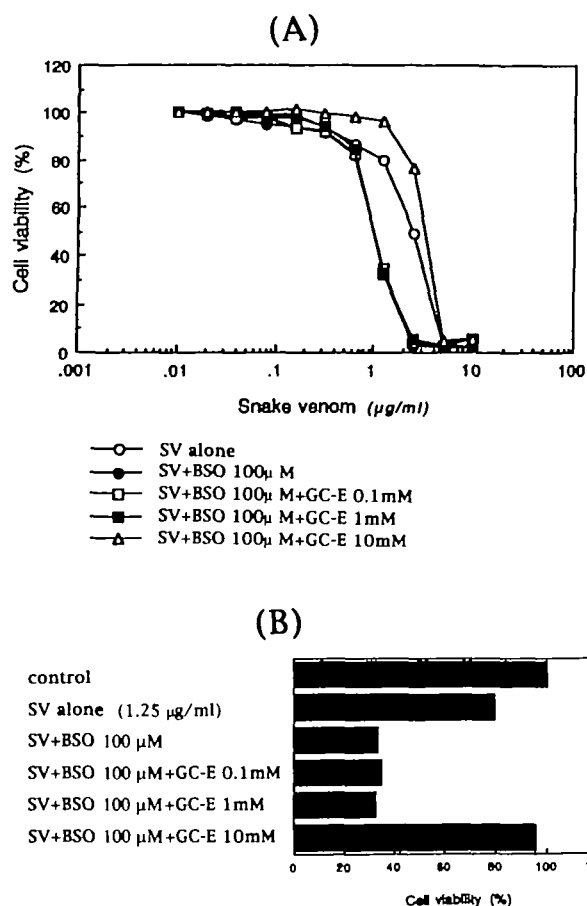 (A)
120
100
80
60
40
20
0
Cell viability (%)
.001 .01 .1 1 10 100
Snake venom (µg/ml)
SV alone
SV+BSO 100µ M
SV+BSO 100µ M+GC-E 0.1mM
SV+BSO 100µ M+GC-E 1mM
SV+BSO 100µ M+GC-E 10mM
(B)
control
SV alone (1.25 µg/ml)
SV+BSO 100 µM
SV+BSO 100 µM+GC-E 0.1mM
SV+BSO 100 µM+GC-E 1mM
SV+BSO 100 µM+GC-E 10mM
0 20 40 60 80 100
Cell viability (%)